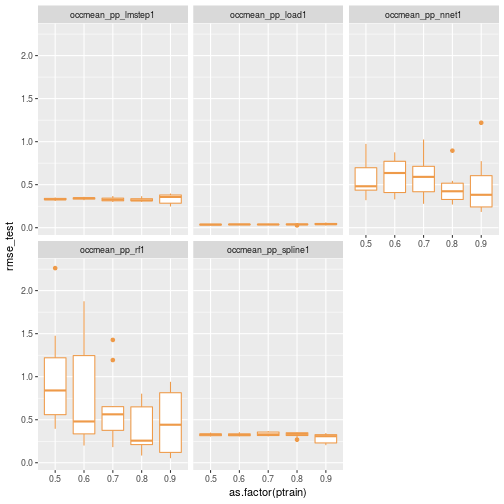 occmean_pp_lmstep1 occmean_pp_load1 occmean_pp_nnet1
2.0
1.5
1.0
0.5
0.0
0.5 0.6 0.7 0.8 0.9
occmean_pp_rf1 occmean_pp_spline1
2.0
1.5
1.0
0.5
0.0
0.5 0.6 0.7 0.8 0.9 0.5 0.6 0.7 0.8 0.9
rmse_test
as.factor(ptrain)